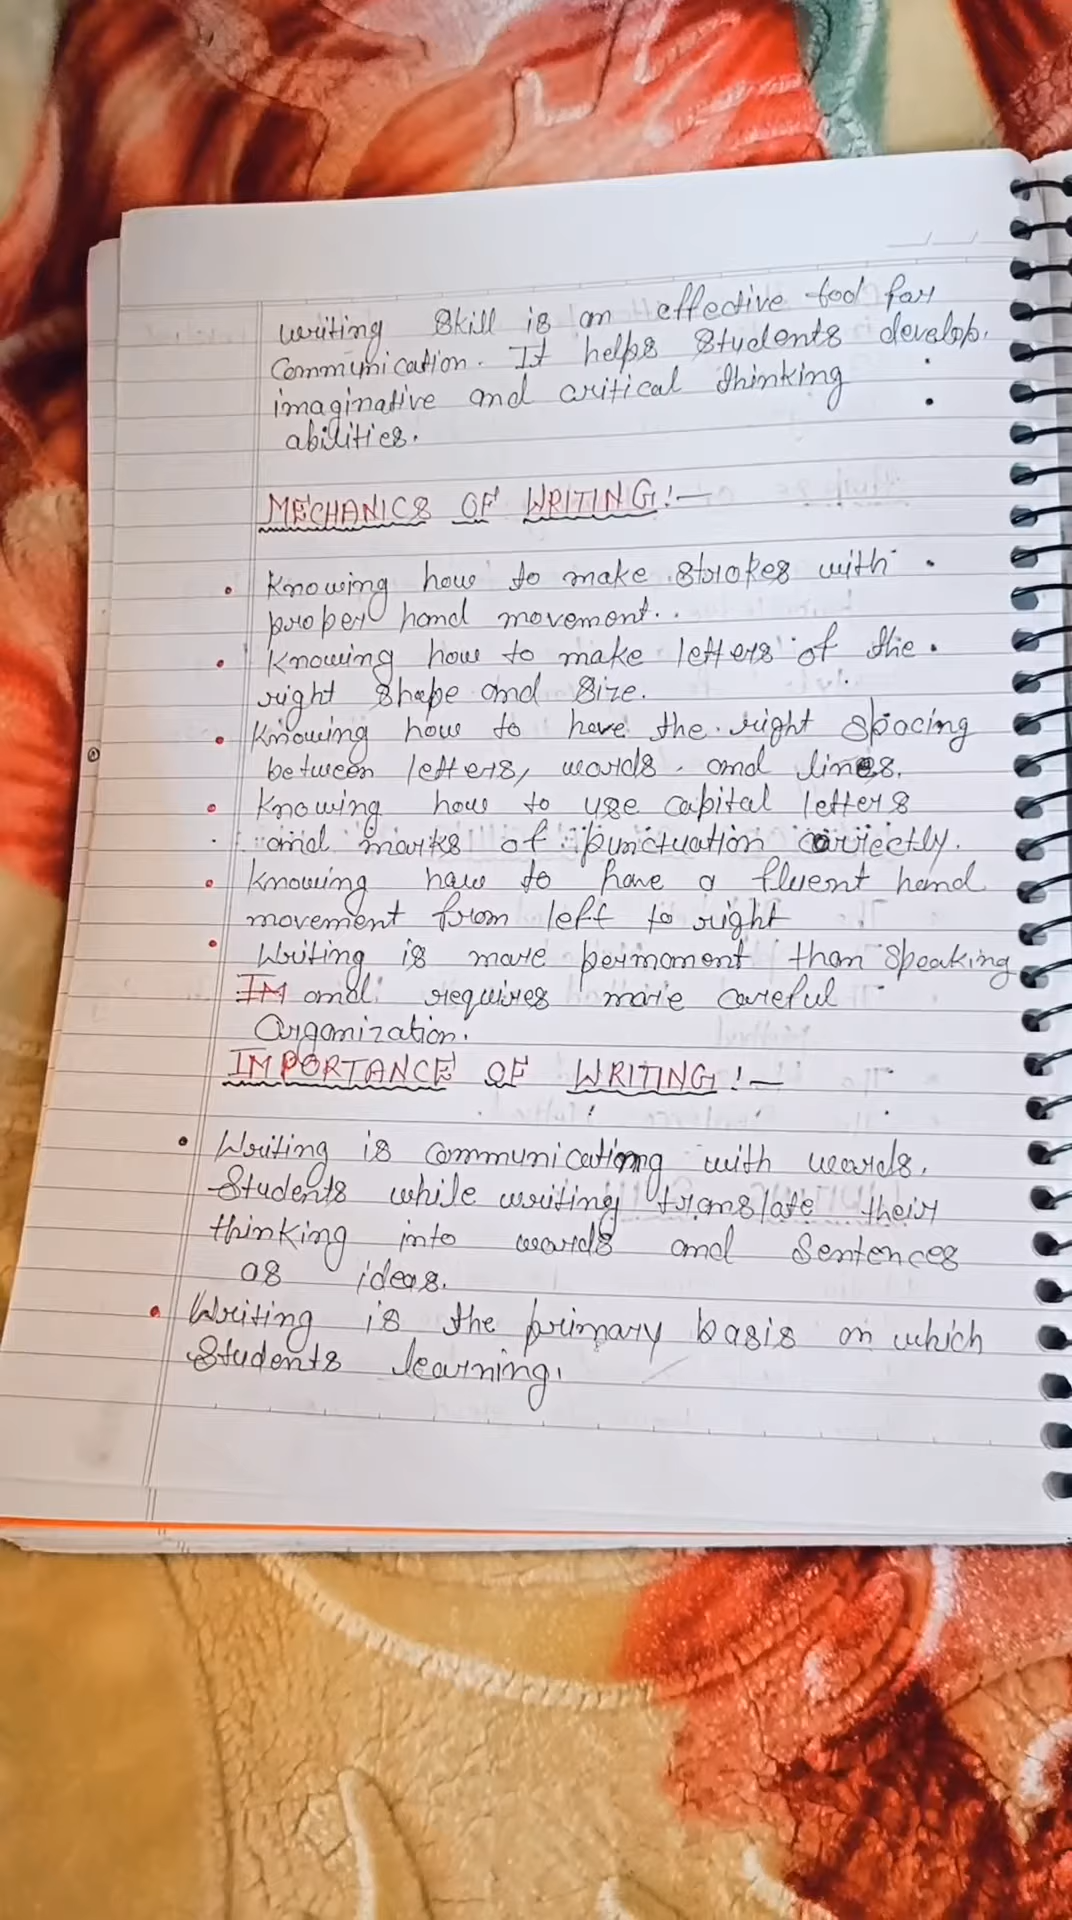 writing Skill is an effective tool for
Communication. It helps Students develop.
imaginative and critical thinking
abilities.
MECHANICS OF WRITING:-
• Knowing how to make strokes with
proper hand movement.
• Knowing how to make letters of the
right Shape and Size.
• Knowing how to have the right spacing
between letters, words and lines.
• Knowing how to use capital letters
and marks of punctuation correctly.
• Knowing how to have a fluent hand
movement from left to right
• Writing is more permanent than Speaking
IM and requires more careful
Organization.
IMPORTANCE OF WRITING:-
• Writing is communicationg with words.
Students while writing translate their
thinking into words and Sentences
as ideas.
• Writing is the primary basis on which
Students learning.